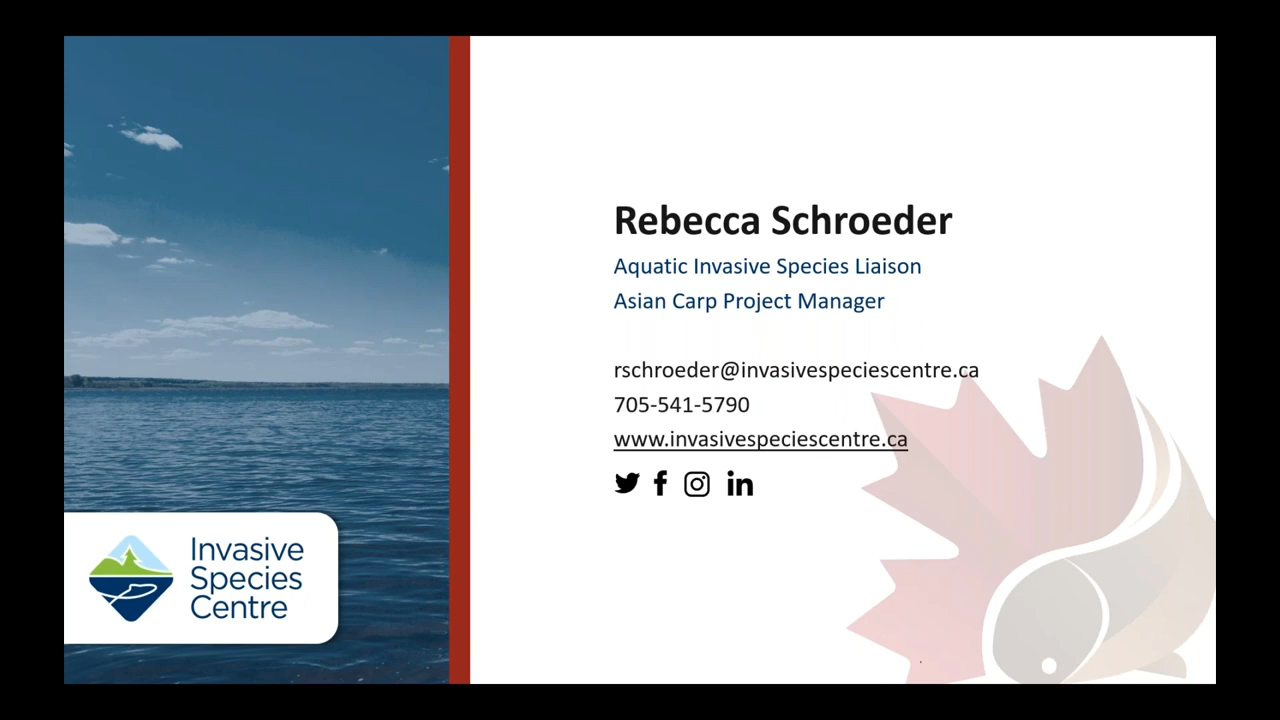 Rebecca Schroeder
Aquatic Invasive Species Liaison
Asian Carp Project Manager
rschroeder@invasivespeciescentre.ca
705-541-5790
www.invasivespeciescentre.ca
Invasive
Species
Centre